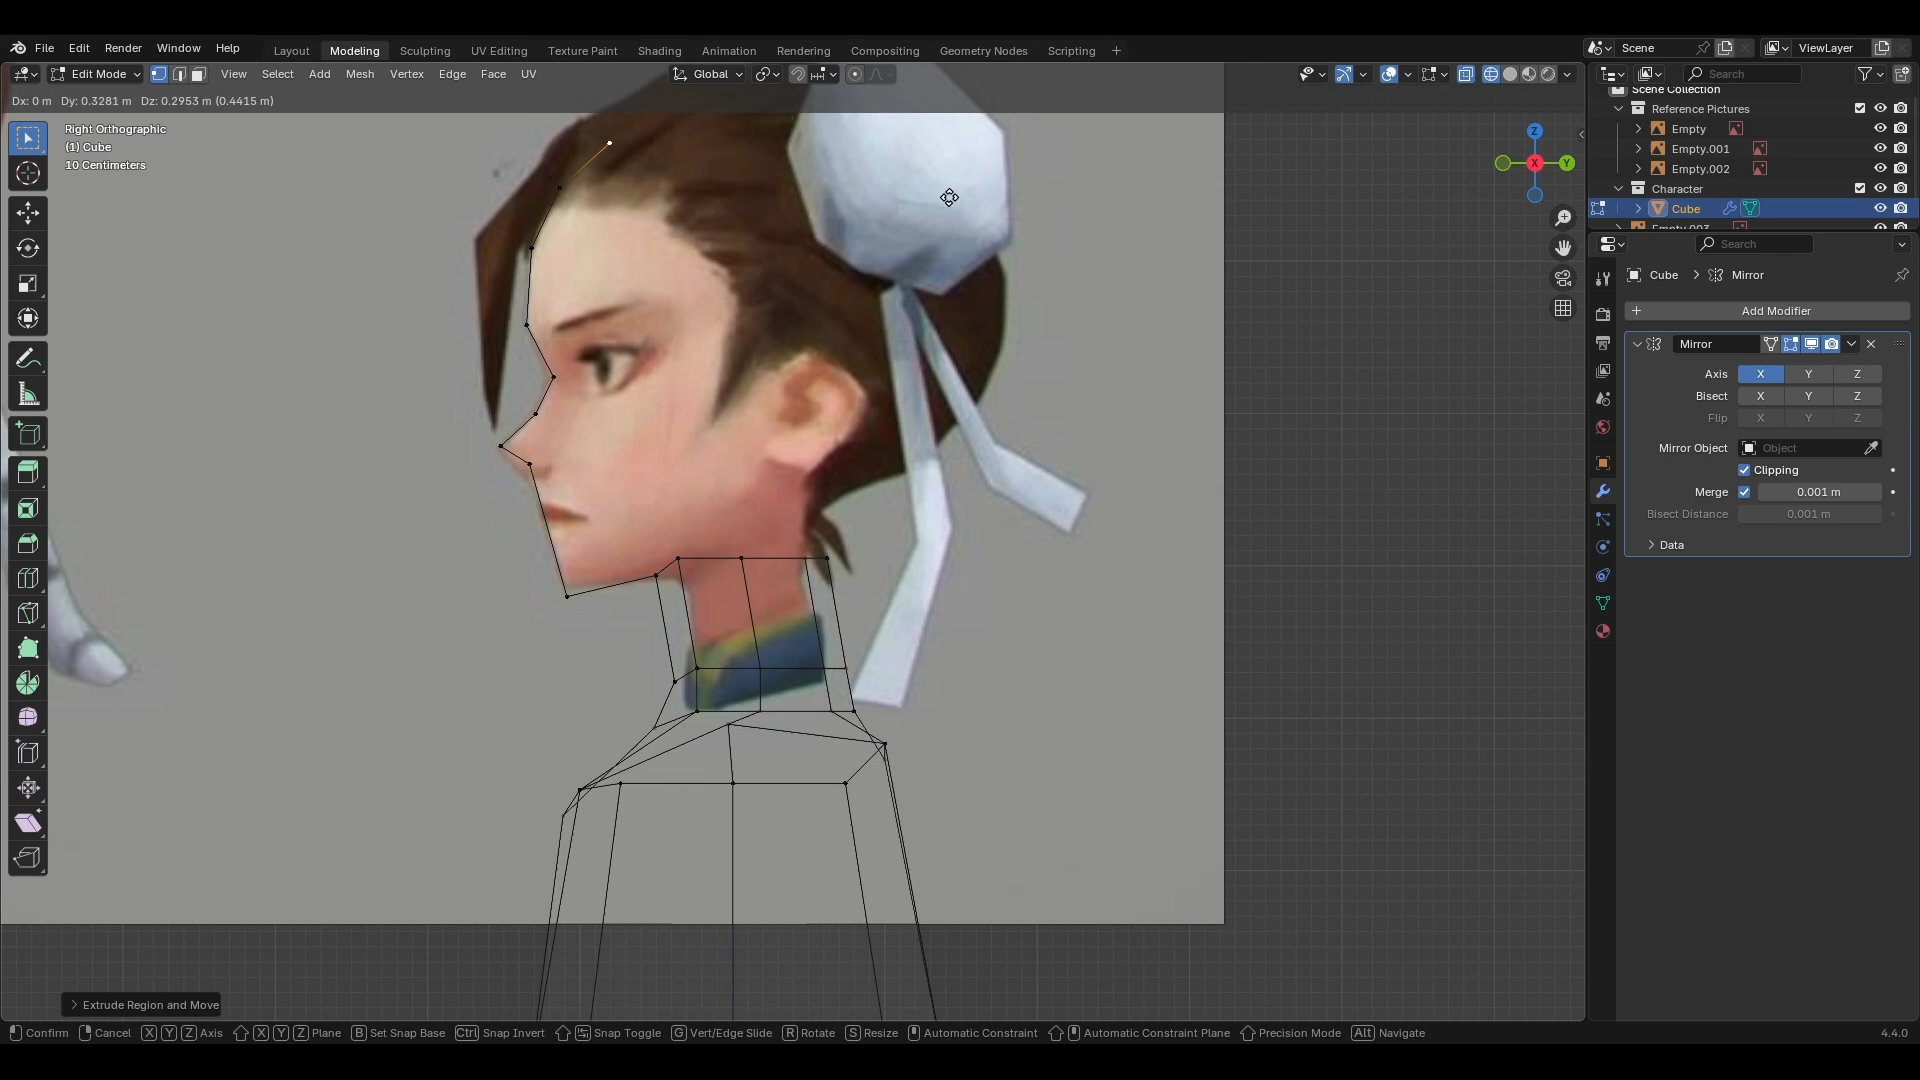 File Edit Render Window Help Layout Modeling Sculpting UV Editing Texture Paint Shading Animation Rendering Compositing Geometry Nodes Scripting + Scene ViewLayer
Edit Mode View Select Add Mesh Vertex Edge Face UV Global Search
Dx: 0 m Dy: 0.3281 m Dz: 0.2953 m (0.4415 m)
Right Orthographic
(1) Cube
10 Centimeters
Z
X
Y
Scene Collection
Reference Pictures
Empty
Empty.001
Empty.002
Character
Cube
Empty.003
Search
Cube > Mirror
+ Add Modifier
Mirror
Axis X Y Z
Bisect X Y Z
Flip X Y Z
Mirror Object Object
Clipping
Merge 0.001 m
Bisect Distance 0.001 m
Data
Extrude Region and Move
Confirm Cancel X Y Z Axis X Y Z Plane B Set Snap Base Ctrl Snap Invert Snap Toggle G Vert/Edge Slide R Rotate S Resize Automatic Constraint Automatic Constraint Plane Precision Mode Alt Navigate 4.4.0